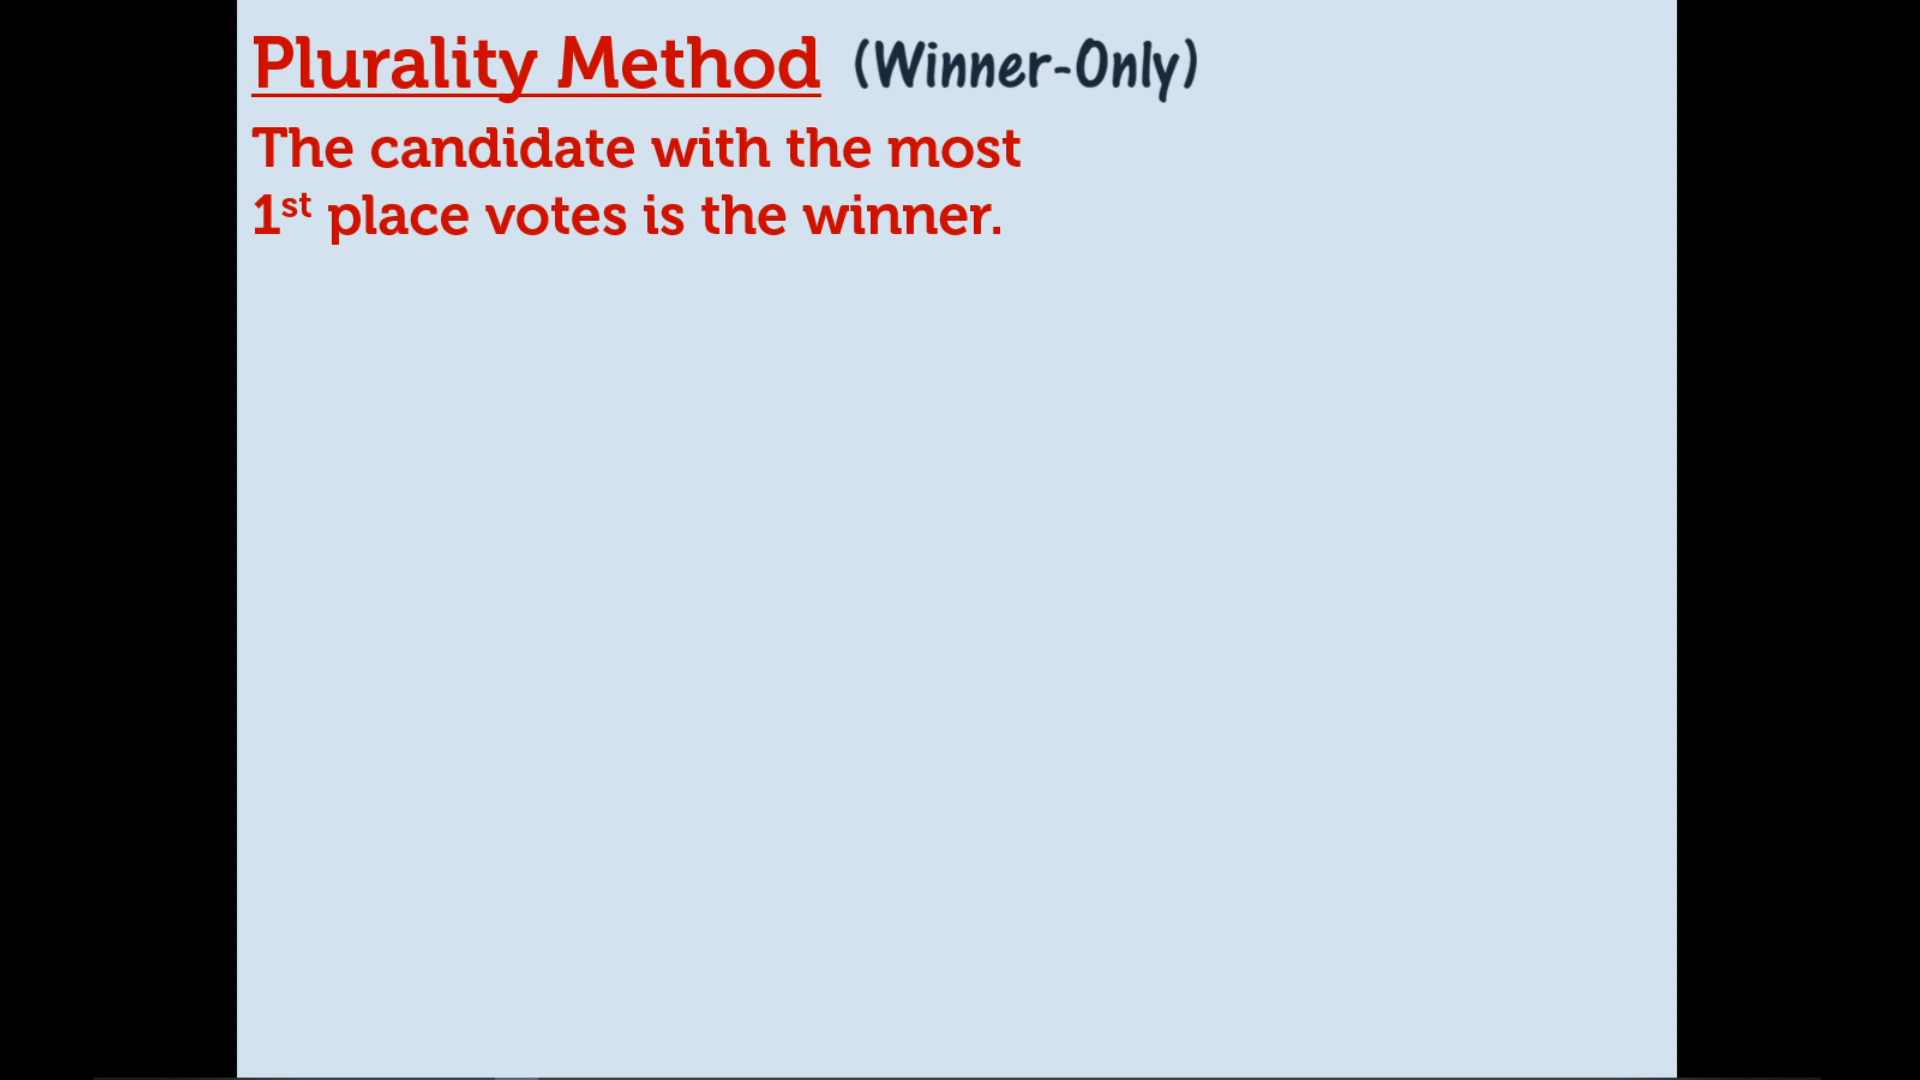 Plurality Method (Winner-Only)
The candidate with the most
1st place votes is the winner.